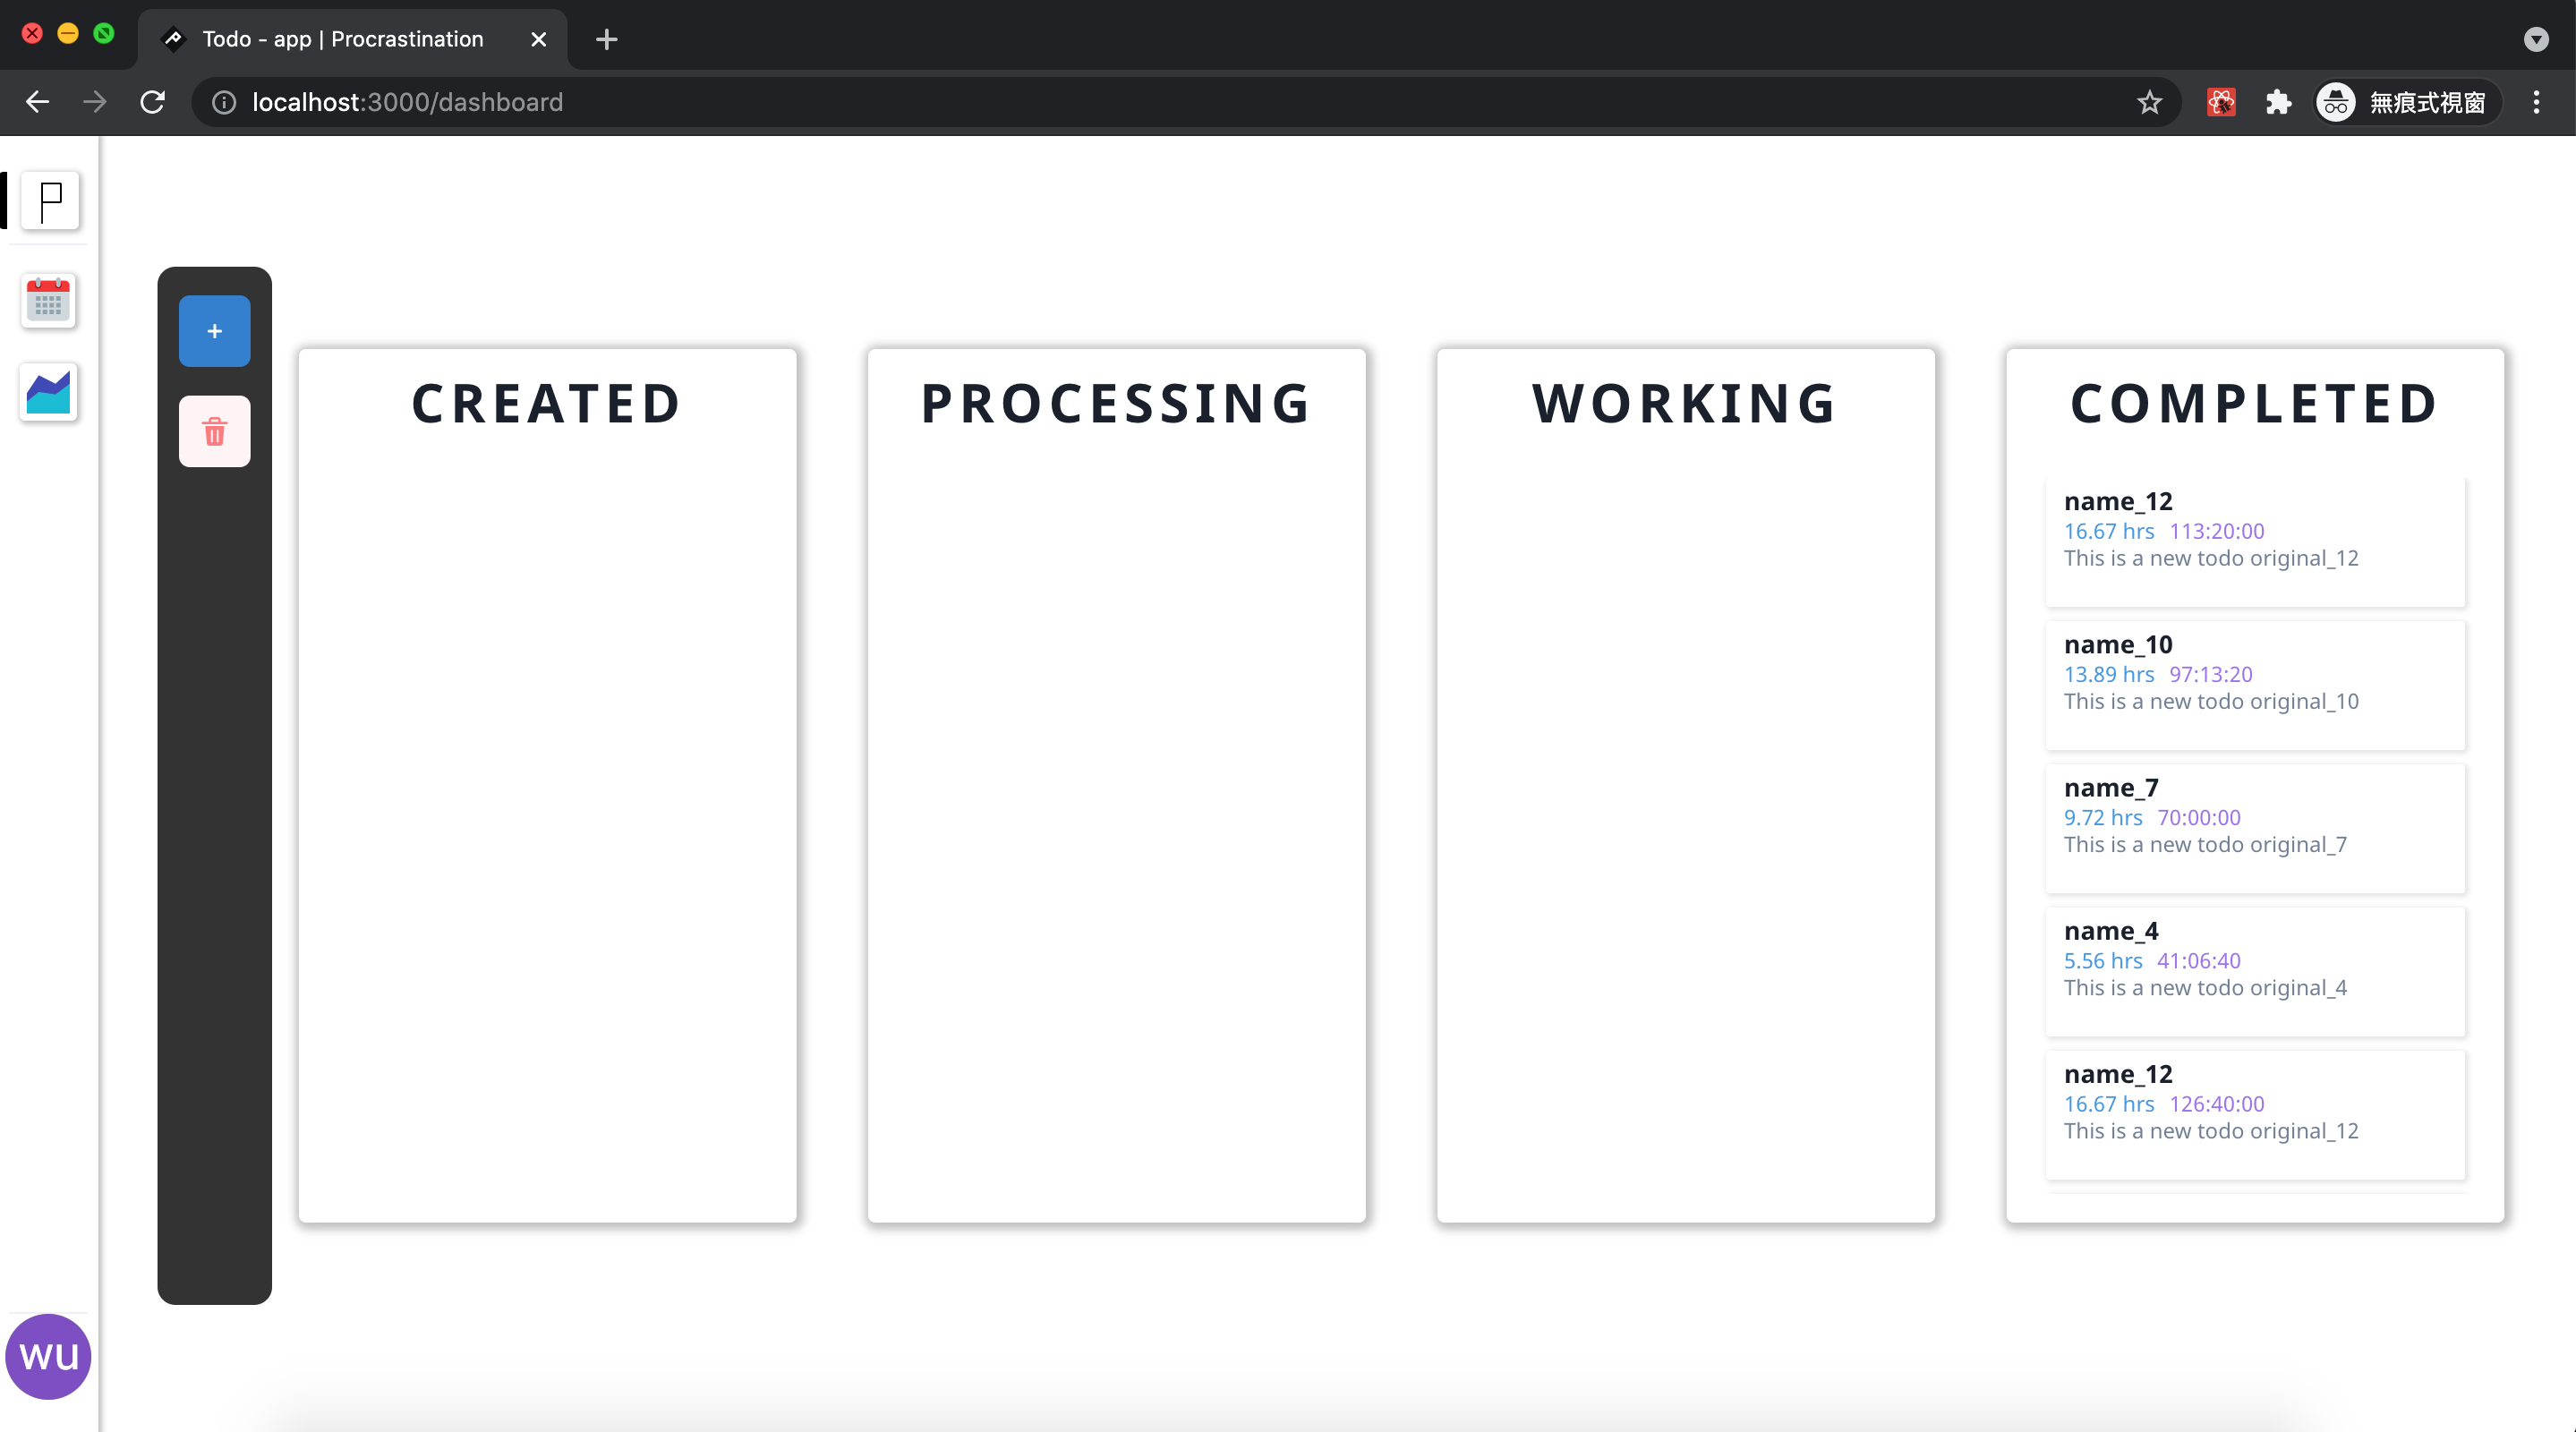 Todo - app | Procrastination
localhost:3000/dashboard
無痕式視窗
CREATED
PROCESSING
WORKING
COMPLETED
name_12
16.67 hrs 113:20:00
This is a new todo original_12
name_10
13.89 hrs 97:13:20
This is a new todo original_10
name_7
9.72 hrs 70:00:00
This is a new todo original_7
name_4
5.56 hrs 41:06:40
This is a new todo original_4
name_12
16.67 hrs 126:40:00
This is a new todo original_12
wu